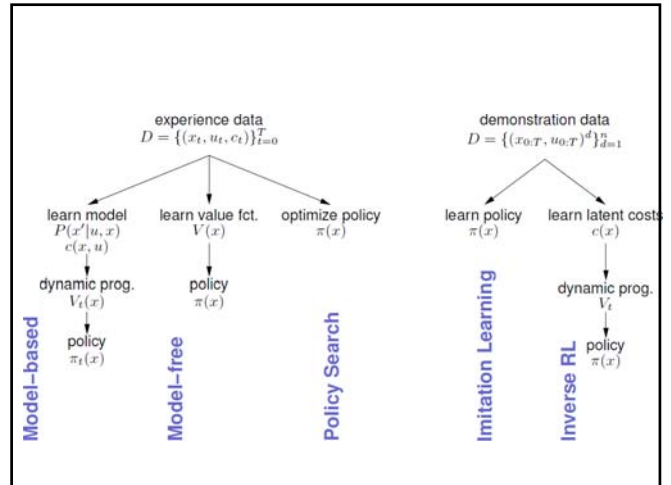 experience data
D = {(x_t, u_t, c_t)}_{t=0}^T
demonstration data
D = {(x_{0:T}, u_{0:T})^d}_{d=1}^n
learn model
P(x'|u, x)
c(x, u)
learn value fct.
V(x)
optimize policy
π(x)
learn policy
π(x)
learn latent costs
c(x)
dynamic prog.
V_t(x)
policy
π(x)
dynamic prog.
V_t
policy
π_t(x)
policy
π(x)
Model-based
Model-free
Policy Search
Imitation Learning
Inverse RL